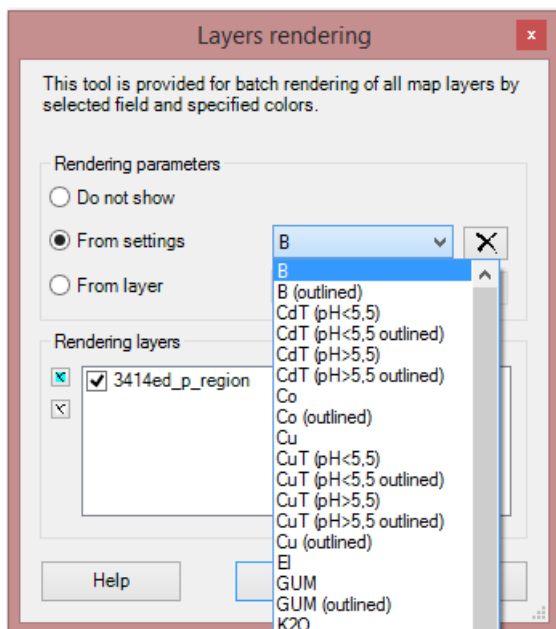 Layers rendering
x
This tool is provided for batch rendering of all map layers by
selected field and specified colors.
Rendering parameters
Do not show
From settings
B
From layer
B
B (outlined)
CdT (pH<5,5)
CdT (pH<5,5 outlined)
CdT (pH>5,5)
CdT (pH>5,5 outlined)
Co
Co (outlined)
Cu
CuT (pH<5,5)
CuT (pH<5,5 outlined)
CuT (pH>5,5)
CuT (pH>5,5 outlined)
Cu (outlined)
GUM
GUM (outlined)
K2O
Rendering layers
3414ed_p_region
Help